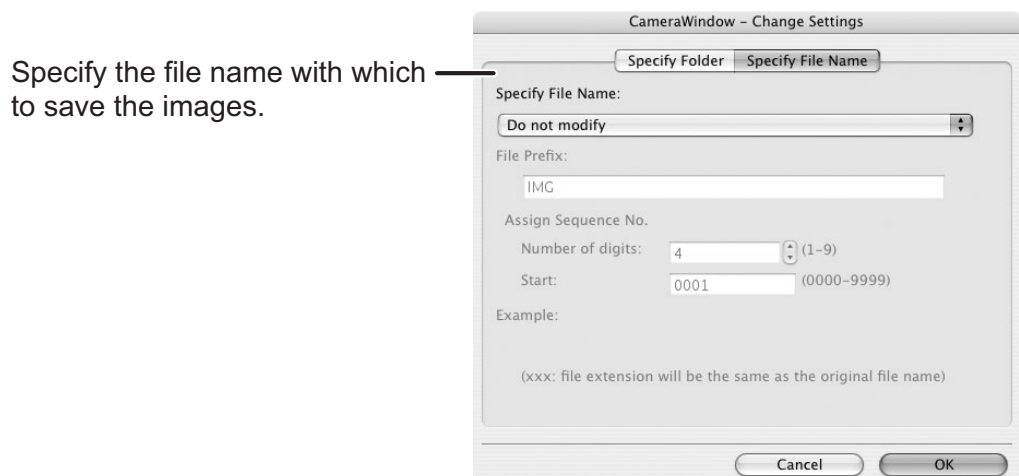 CameraWindow – Change Settings
Specify the file name with which
to save the images.
Specify Folder Specify File Name
Specify File Name:
Do not modify
File Prefix:
IMG
Assign Sequence No.
Number of digits: 4 (1–9)
Start: 0001 (0000–9999)
Example:
(xxx: file extension will be the same as the original file name)
Cancel OK